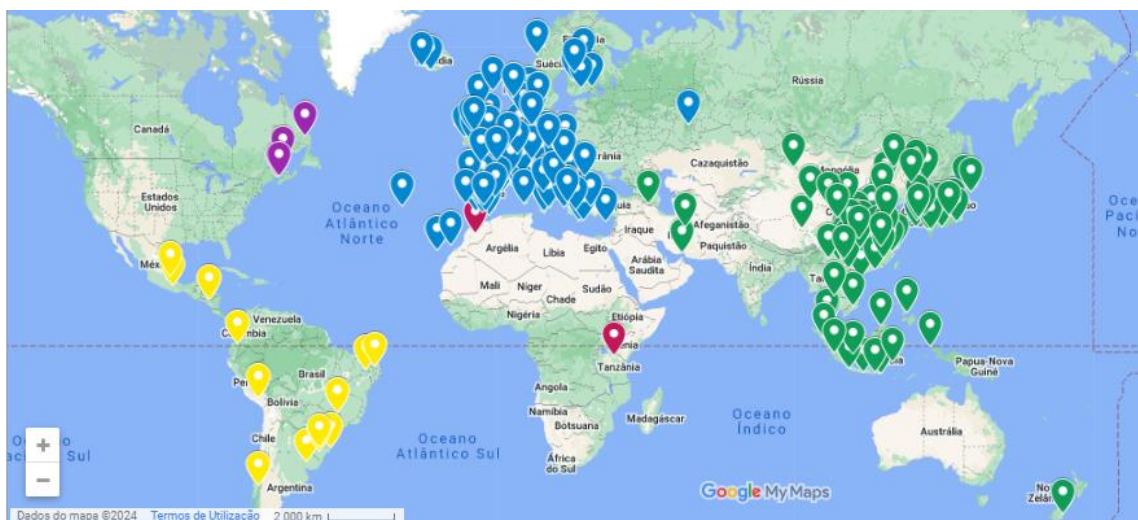 Rússia
Canadá
Cazaquistão
Estados
Unidos
Oceano
Atlântico
Norte
Afeganistão
Iraque
Paquistão
Argélia
Líbia
Egito
Arábia
Saudita
Índia
México
Mali
Níger
Chade
Sudão
Nigéria
Etiópia
Venezuela
Tanzânia
Papua-Nova
Guiné
Brasil
Angola
Bolívia
Namíbia
Botsuana
Madagáscar
Oceano
Índico
Chile
Oceano
Atlântico Sul
Austrália
África
do Sul
Argentina
+
−
Google My Maps
Dados do mapa ©2024 Termos de Utilização 2 000 km